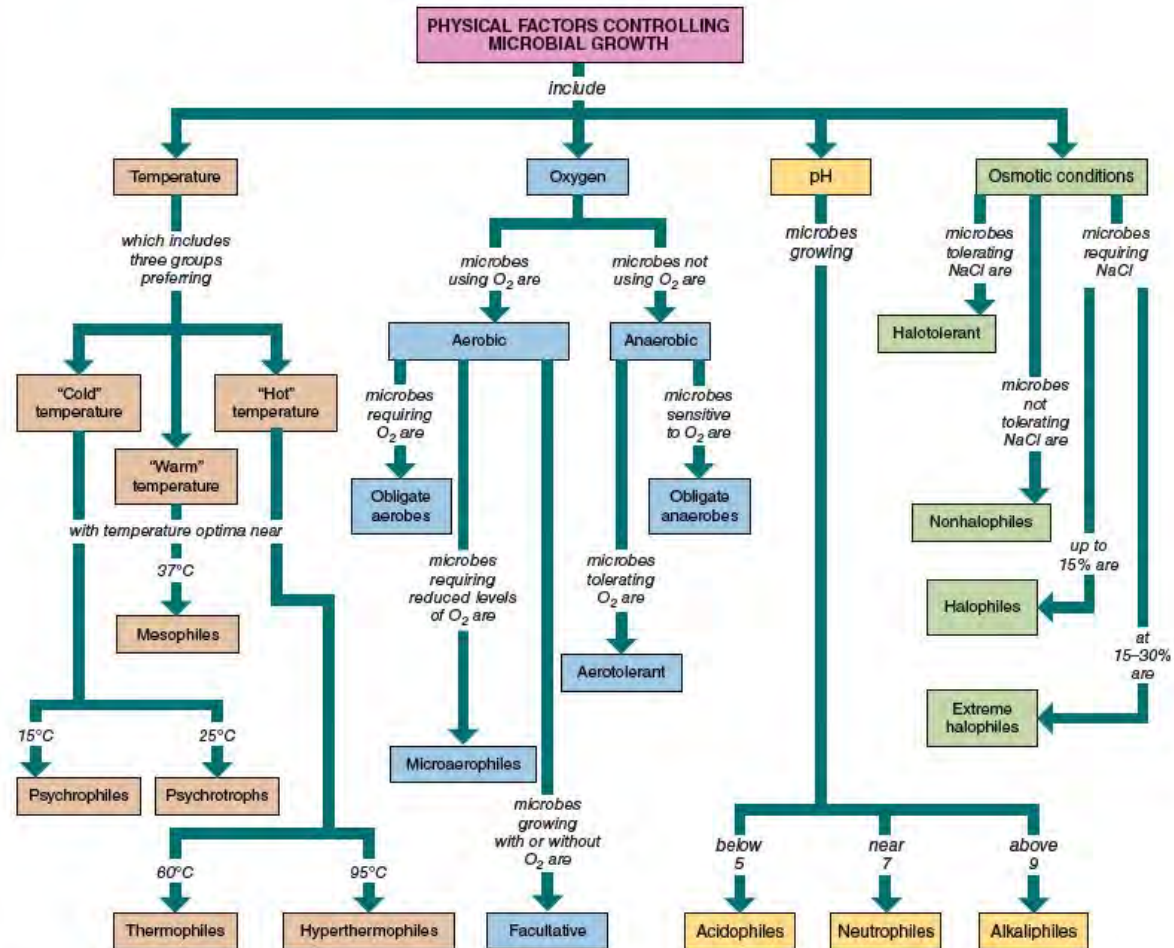 PHYSICAL FACTORS CONTROLLING
MICROBIAL GROWTH
include
Temperature
Oxygen
pH
Osmotic conditions
which includes
three groups
preferring
"Cold"
temperature
"Hot"
temperature
"Warm"
temperature
with temperature optima near
37°C
Mesophiles
15°C
25°C
Psychrophiles
Psychrotrophs
60°C
95°C
Thermophiles
Hyperthermophiles
microbes
using O₂ are
microbes not
using O₂ are
Aerobic
Anaerobic
microbes
requiring
O₂ are
microbes
sensitive
to O₂ are
Obligate
aerobes
Obligate
anaerobes
microbes
requiring
reduced levels
of O₂ are
microbes
tolerating
O₂ are
Aerotolerant
Microaerophiles
microbes
growing
with or without
O₂ are
Facultative
microbes
growing
below
5
near
7
above
9
Acidophiles
Neutrophiles
Alkaliphiles
microbes
tolerating
NaCl are
microbes
requiring
NaCl
Halotolerant
microbes
not
tolerating
NaCl are
Nonhalophiles
up to
15% are
Halophiles
at
15–30%
are
Extreme
halophiles